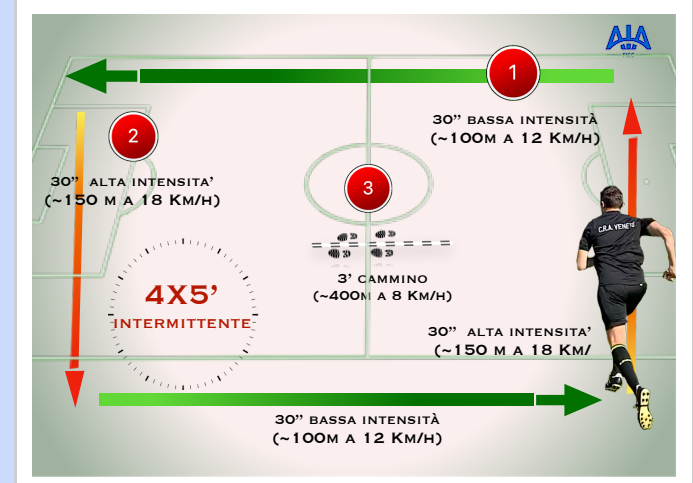 AIA
FIGC
1
30” BASSA INTENSITÀ
(~100M A 12 KM/H)
2
30” ALTA INTENSITA’
(~150 M A 18 KM/H)
3
C.R.A. VENETO
3’ CAMMINO
(~400M A 8 KM/H)
4X5’
INTERMITTENTE
30” ALTA INTENSITA’
(~150 M A 18 KM/
30” BASSA INTENSITÀ
(~100M A 12 KM/H)